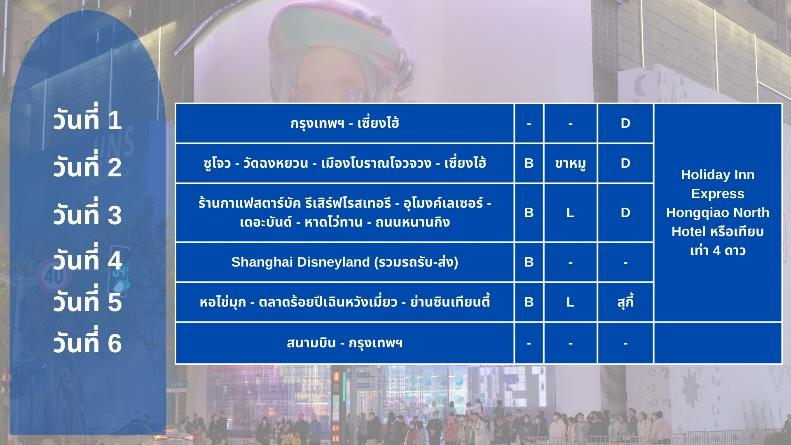 วันที่ 1
กรุงเทพฯ - เซี่ยงไฮ้
-
-
D
วันที่ 2
ซูโจว - วัดฉงหยวน - เมืองโบราณโจวจวง - เซี่ยงไฮ้
B
ขาหมู
D
วันที่ 3
ร้านกาแฟสตาร์บัค รีเสิร์ฟโรสเทอรี - อุโมงค์เลเซอร์ -
เดอะบันด์ - หาดไว่ทาน - ถนนหนานกิง
B
L
D
วันที่ 4
Shanghai Disneyland (รวมรถรับ-ส่ง)
B
-
-
วันที่ 5
หอไข่มุก - ตลาดร้อยปีเฉินหวังเมี่ยว - ย่านซินเทียนตี้
B
L
สุกี้
วันที่ 6
สนามบิน - กรุงเทพฯ
-
-
-
Holiday Inn
Express
Hongqiao North
Hotel หรือเทียบ
เท่า 4 ดาว
40